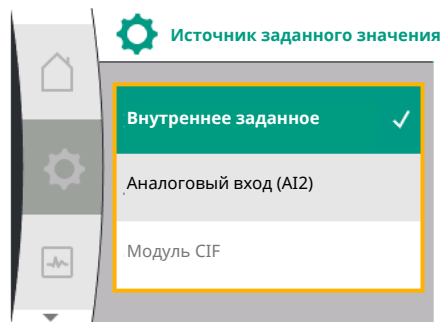 Источник заданного значения
Внутреннее заданное
Аналоговый вход (AI2)
Модуль CIF